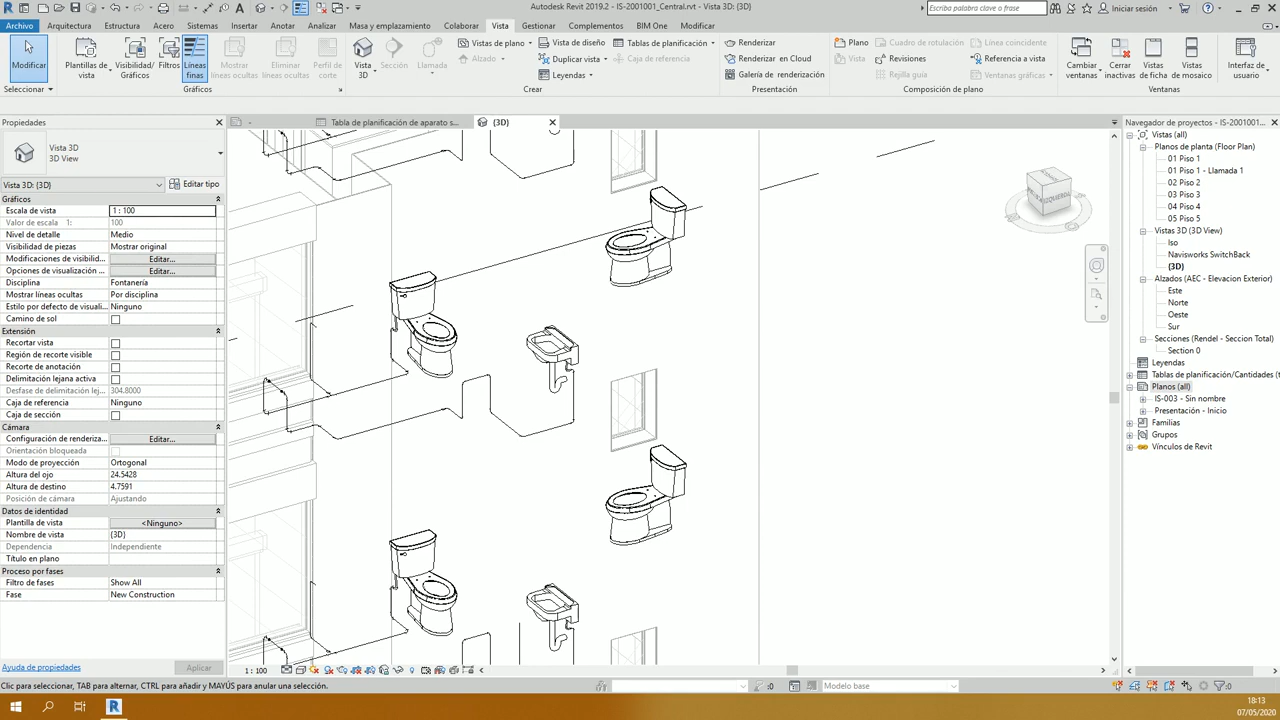 Autodesk Revit 2019.2 - IS-2001001_Central.rvt - Vista 3D: {3D}
Escriba palabra clave o frase
Iniciar sesión
Archivo Arquitectura Estructura Acero Sistemas Insertar Anotar Analizar Masa y emplazamiento Colaborar Vista Gestionar Complementos BIM One Modificar
Modificar
Plantillas de vista
Visibilidad/ Gráficos
Filtros
Líneas finas
Mostrar líneas ocultas
Eliminar líneas ocultas
Perfil de corte
Vista 3D
Sección
Llamada
Vistas de plano
Alzado
Vista de diseño
Duplicar vista
Leyendas
Tablas de planificación
Caja de referencia
Renderizar
Renderizar en Cloud
Galería de renderización
Plano
Vista
Cuadro de rotulación
Revisiones
Rejilla guía
Línea coincidente
Referencia a vista
Ventanas gráficas
Cambiar ventanas
Cerrar inactivas
Vistas de ficha
Vistas de mosaico
Interfaz de usuario
Seleccionar
Gráficos
Crear
Presentación
Composición de plano
Ventanas
Propiedades
Tabla de planificación de aparato s...
{3D}
Navegador de proyectos - IS-2001001...
Vista 3D
3D View
Vista 3D: {3D}
Editar tipo
Gráficos
Escala de vista 1 : 100
Valor de escala 1: 100
Nivel de detalle Medio
Visibilidad de piezas Mostrar original
Modificaciones de visibilid... Editar...
Opciones de visualización ... Editar...
Disciplina Fontanería
Mostrar líneas ocultas Por disciplina
Estilo por defecto de visuali... Ninguno
Camino de sol
Extensión
Recortar vista
Región de recorte visible
Recorte de anotación
Delimitación lejana activa
Desfase de delimitación lej... 304.8000
Caja de referencia Ninguno
Caja de sección
Cámara
Configuración de renderiza... Editar...
Orientación bloqueada
Modo de proyección Ortogonal
Altura del ojo 24.5428
Altura de destino 4.7591
Posición de cámara Ajustando
Datos de identidad
Plantilla de vista <Ninguno>
Nombre de vista {3D}
Dependencia Independiente
Título en plano
Proceso por fases
Filtro de fases Show All
Fase New Construction
Ayuda de propiedades
Aplicar
Vistas (all)
Planos de planta (Floor Plan)
01 Piso 1
01 Piso 1 - Llamada 1
02 Piso 2
03 Piso 3
04 Piso 4
05 Piso 5
Vistas 3D (3D View)
Iso
Navisworks SwitchBack
{3D}
Alzados (AEC - Elevacion Exterior)
Este
Norte
Oeste
Sur
Secciones (Rendel - Seccion Total)
Section 0
Leyendas
Tablas de planificación/Cantidades (t
Planos (all)
IS-003 - Sin nombre
Presentación - Inicio
Familias
Grupos
Vínculos de Revit
1 : 100
Clic para seleccionar, TAB para alternar, CTRL para añadir y MAYÚS para anular una selección.
:0
Modelo base
:0
18:13
07/05/2020